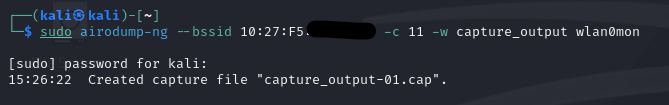 ┌──(kali㉿kali)-[~]
└─$ sudo airodump-ng --bssid 10:27:F5: -c 11 -w capture_output wlan0mon
[sudo] password for kali:
15:26:22  Created capture file "capture_output-01.cap".